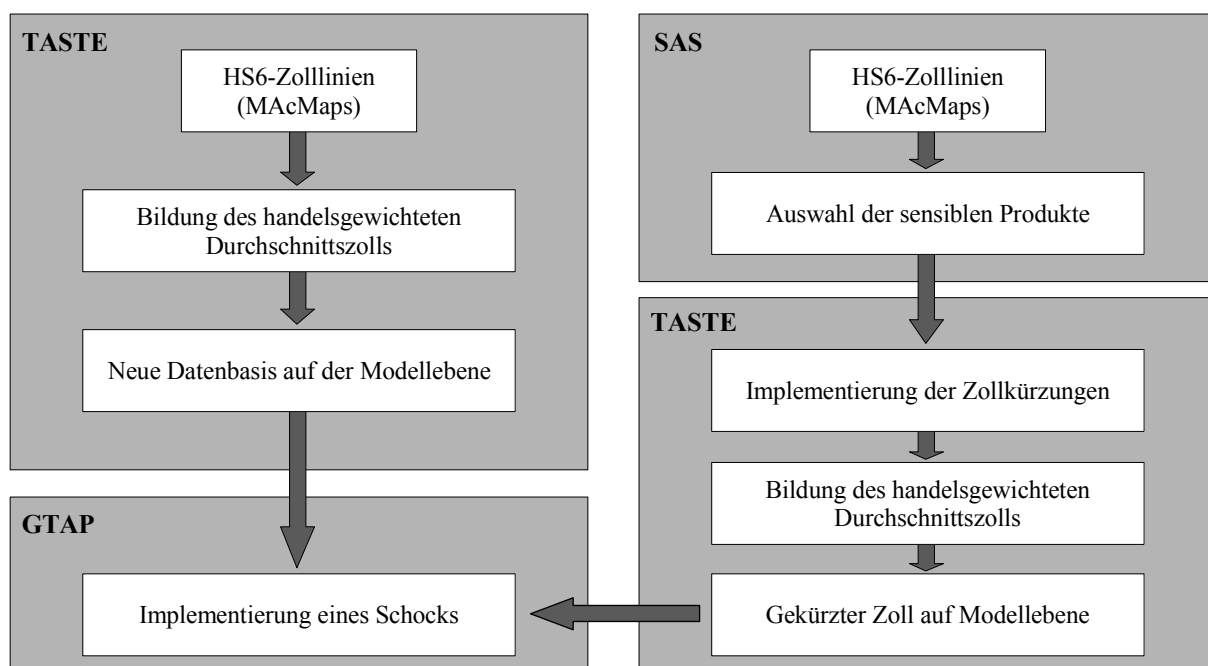 TASTE
HS6-Zolllinien
(MAcMaps)
Bildung des handelsgewichteten
Durchschnittszolls
Neue Datenbasis auf der Modellebene
GTAP
Implementierung eines Schocks
SAS
HS6-Zolllinien
(MAcMaps)
Auswahl der sensiblen Produkte
TASTE
Implementierung der Zollkürzungen
Bildung des handelsgewichteten
Durchschnittszolls
Gekürzter Zoll auf Modellebene